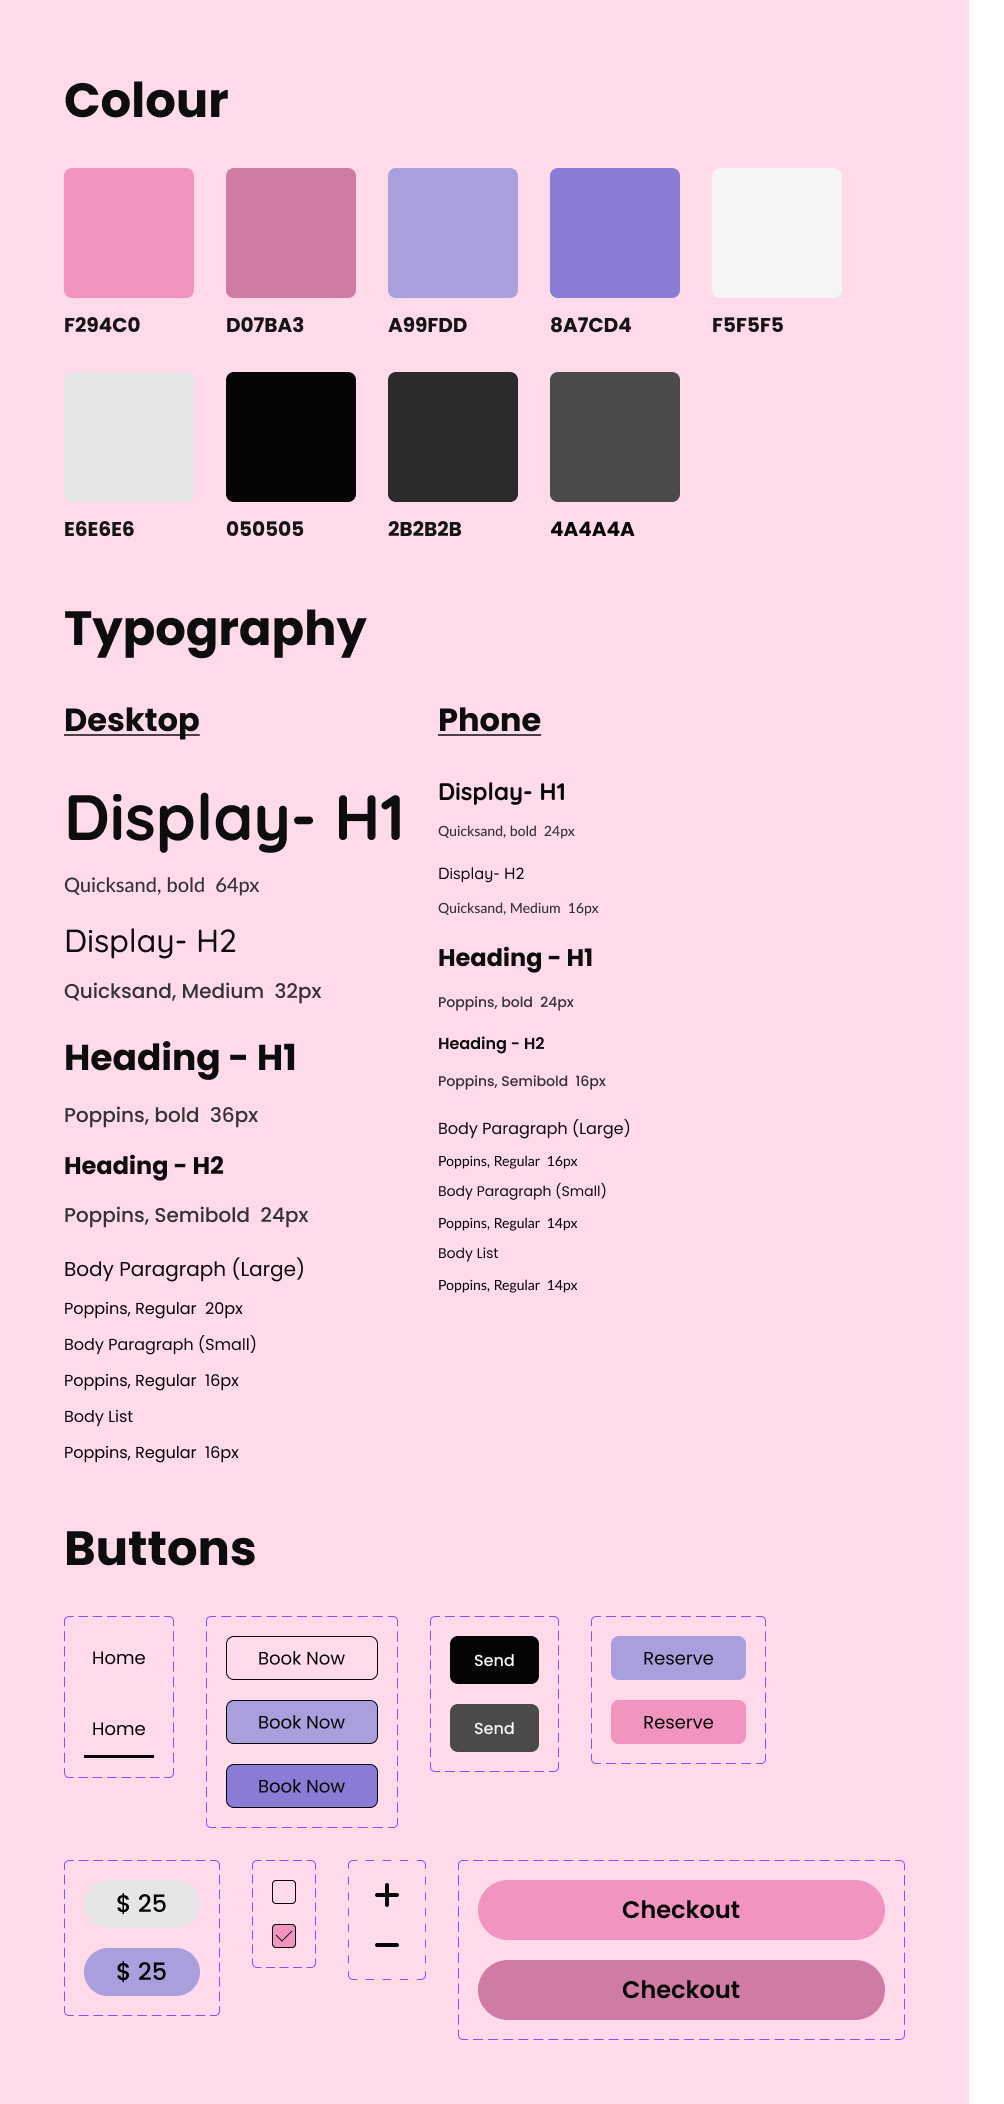 Colour
F294C0
D07BA3
A99FDD
8A7CD4
F5F5F5
E6E6E6
050505
2B2B2B
4A4A4A
Typography
Desktop
Display- H1
Quicksand, bold 64px
Display- H2
Quicksand, Medium 32px
Heading - H1
Poppins, bold 36px
Heading - H2
Poppins, Semibold 24px
Body Paragraph (Large)
Poppins, Regular 20px
Body Paragraph (Small)
Poppins, Regular 16px
Body List
Poppins, Regular 16px
Phone
Display- H1
Quicksand, bold 24px
Display- H2
Quicksand, Medium 16px
Heading - H1
Poppins, bold 24px
Heading - H2
Poppins, Semibold 16px
Body Paragraph (Large)
Poppins, Regular 16px
Body Paragraph (Small)
Poppins, Regular 14px
Body List
Poppins, Regular 14px
Buttons
Home
Home
Book Now
Book Now
Book Now
Send
Send
Reserve
Reserve
$ 25
$ 25
Checkout
Checkout